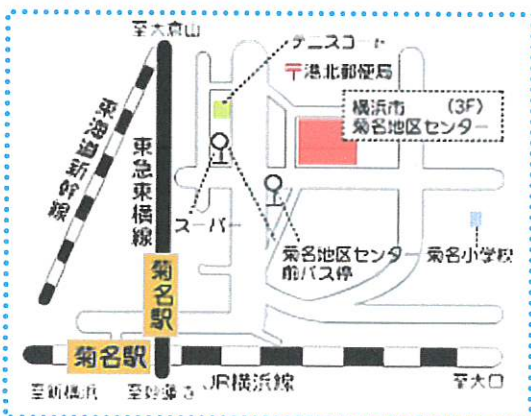 至大倉山
テニスコート
〒港北郵便局
横浜市 (3F)
菊名地区センター
東海道新幹線
東急東横線
スーパー
菊名地区センター
前バス停
菊名小学校
菊名駅
菊名駅
至新横浜
至妙蓮寺
JR横浜線
至大口